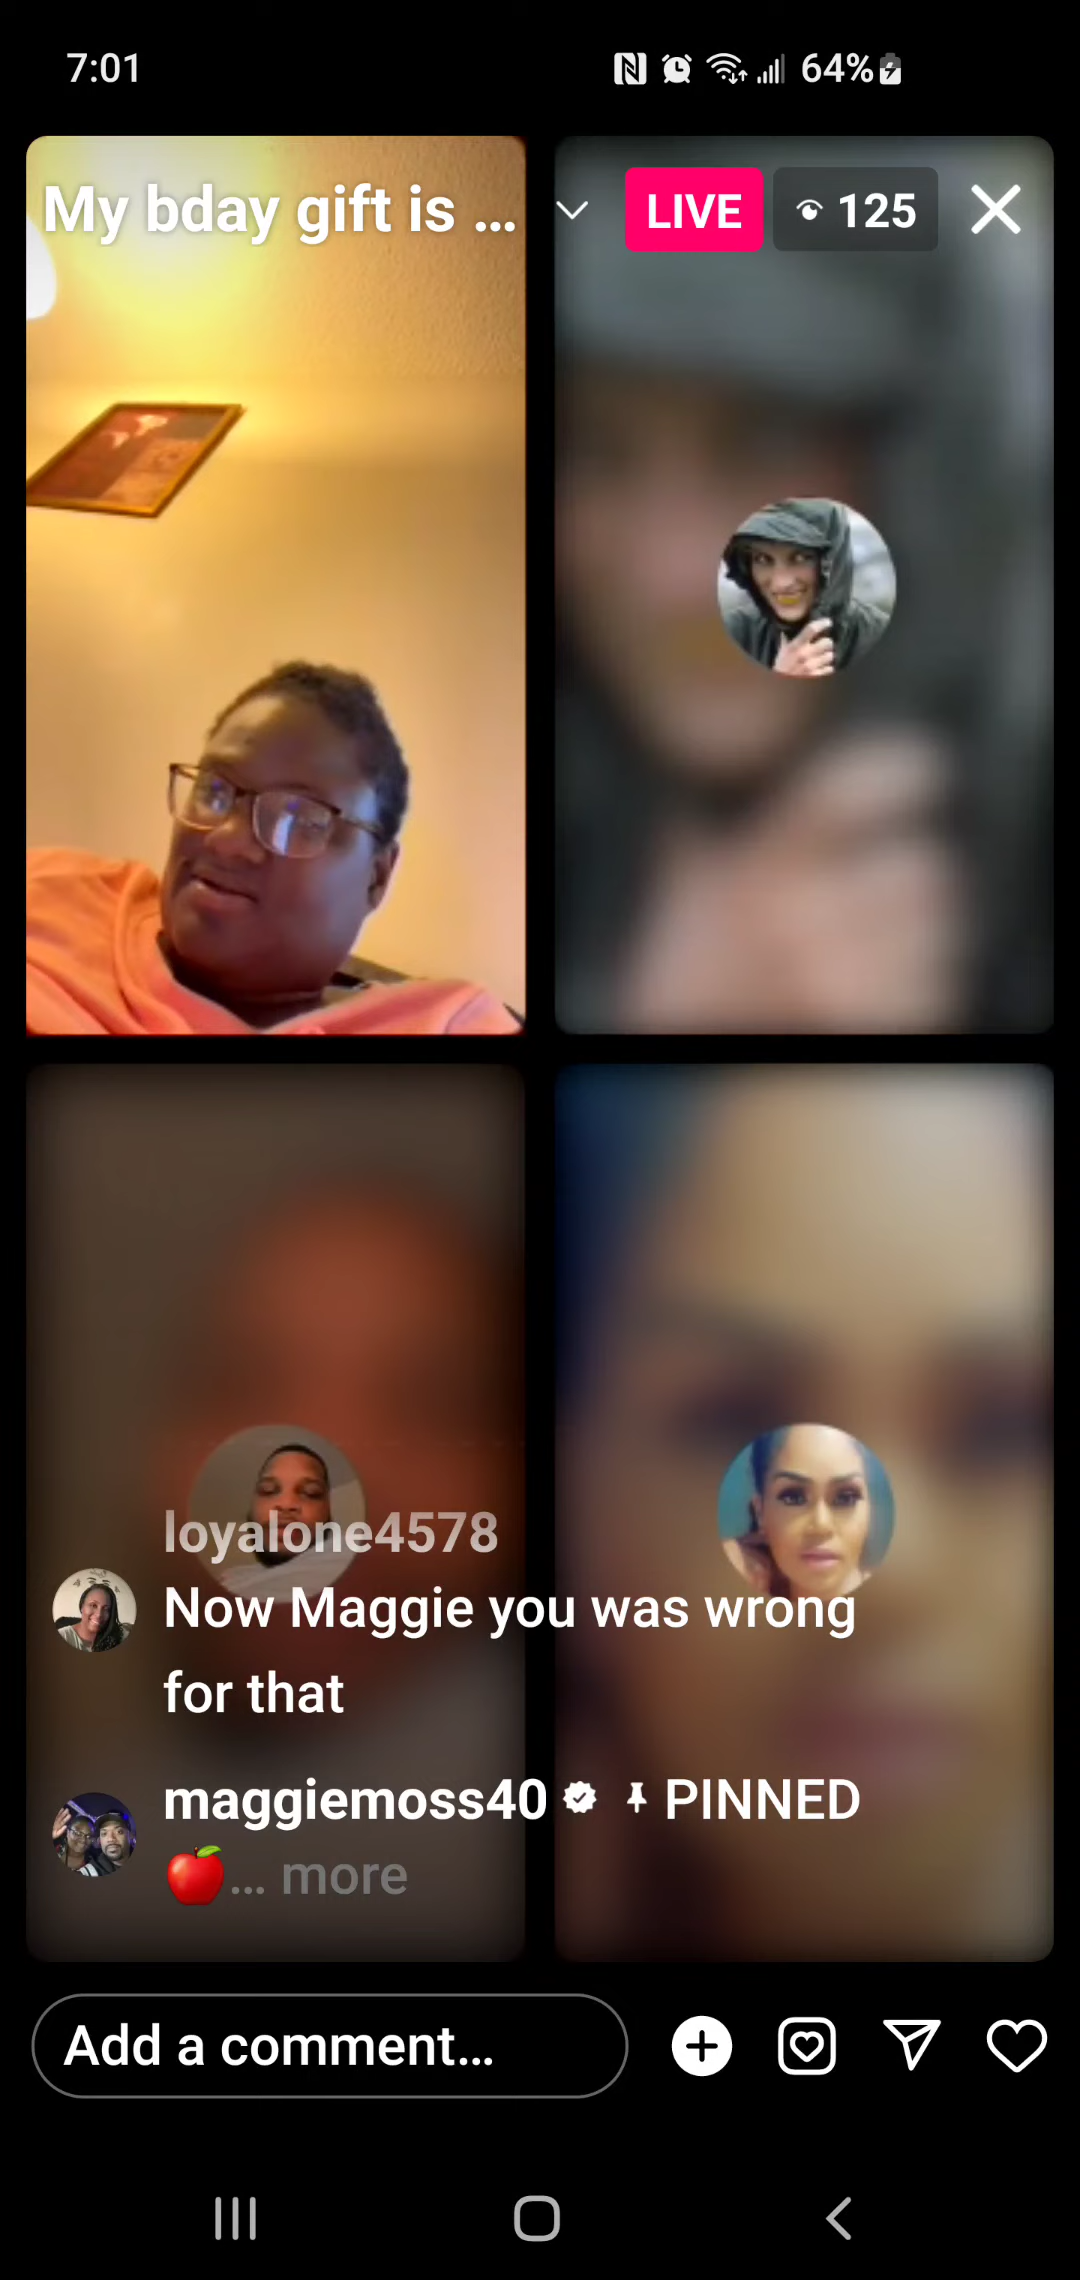 7:01
64%
My bday gift is ...
LIVE
125
loyalone4578
Now Maggie you was wrong
for that
maggiemoss40 PINNED
🍎... more
Add a comment...